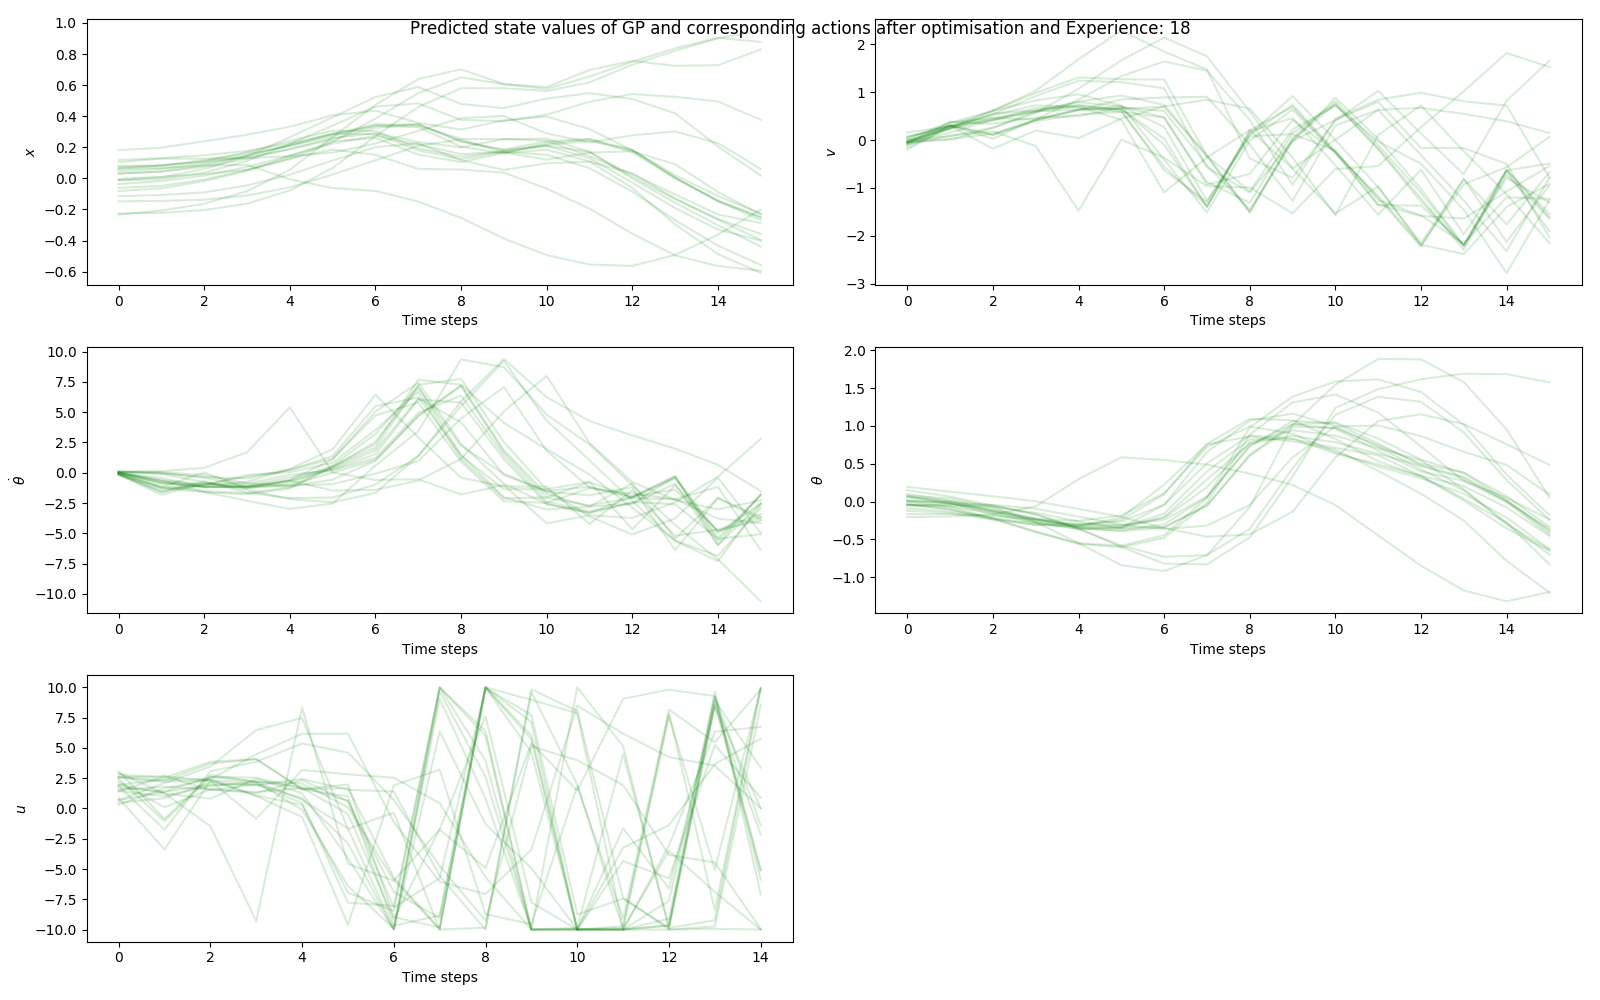 Predicted state values of GP and corresponding actions after optimisation and Experience: 18
1.0
0.8
0.6
0.4
0.2
0.0
−0.2
−0.4
−0.6
x
0 2 4 6 8 10 12 14
Time steps
2
1
0
−1
−2
−3
v
0 2 4 6 8 10 12 14
Time steps
10.0
7.5
5.0
2.5
0.0
−2.5
−5.0
−7.5
−10.0
θ̇
0 2 4 6 8 10 12 14
Time steps
2.0
1.5
1.0
0.5
0.0
−0.5
−1.0
θ
0 2 4 6 8 10 12 14
Time steps
10.0
7.5
5.0
2.5
0.0
−2.5
−5.0
−7.5
−10.0
u
0 2 4 6 8 10 12 14
Time steps